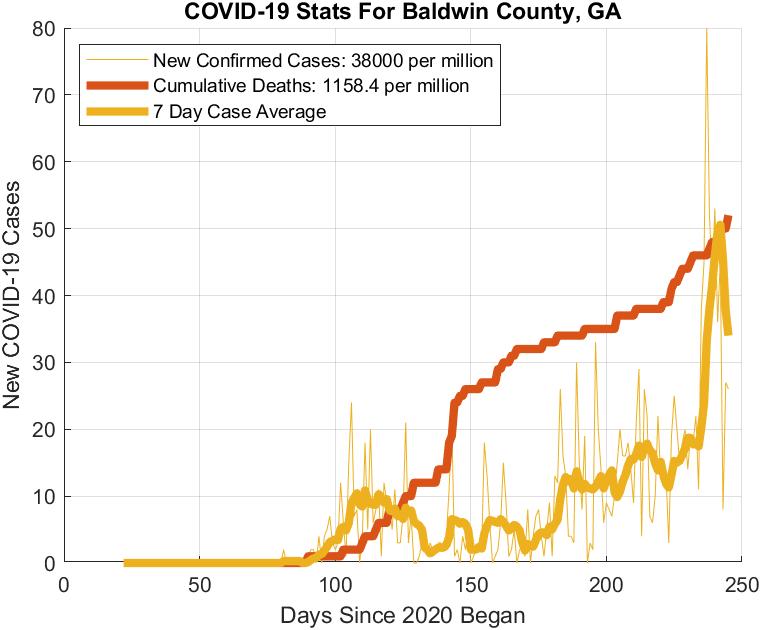 COVID-19 Stats For Baldwin County, GA
New Confirmed Cases: 38000 per million
Cumulative Deaths: 1158.4 per million
7 Day Case Average
New COVID-19 Cases
80
70
60
50
40
30
20
10
0
0 50 100 150 200 250
Days Since 2020 Began